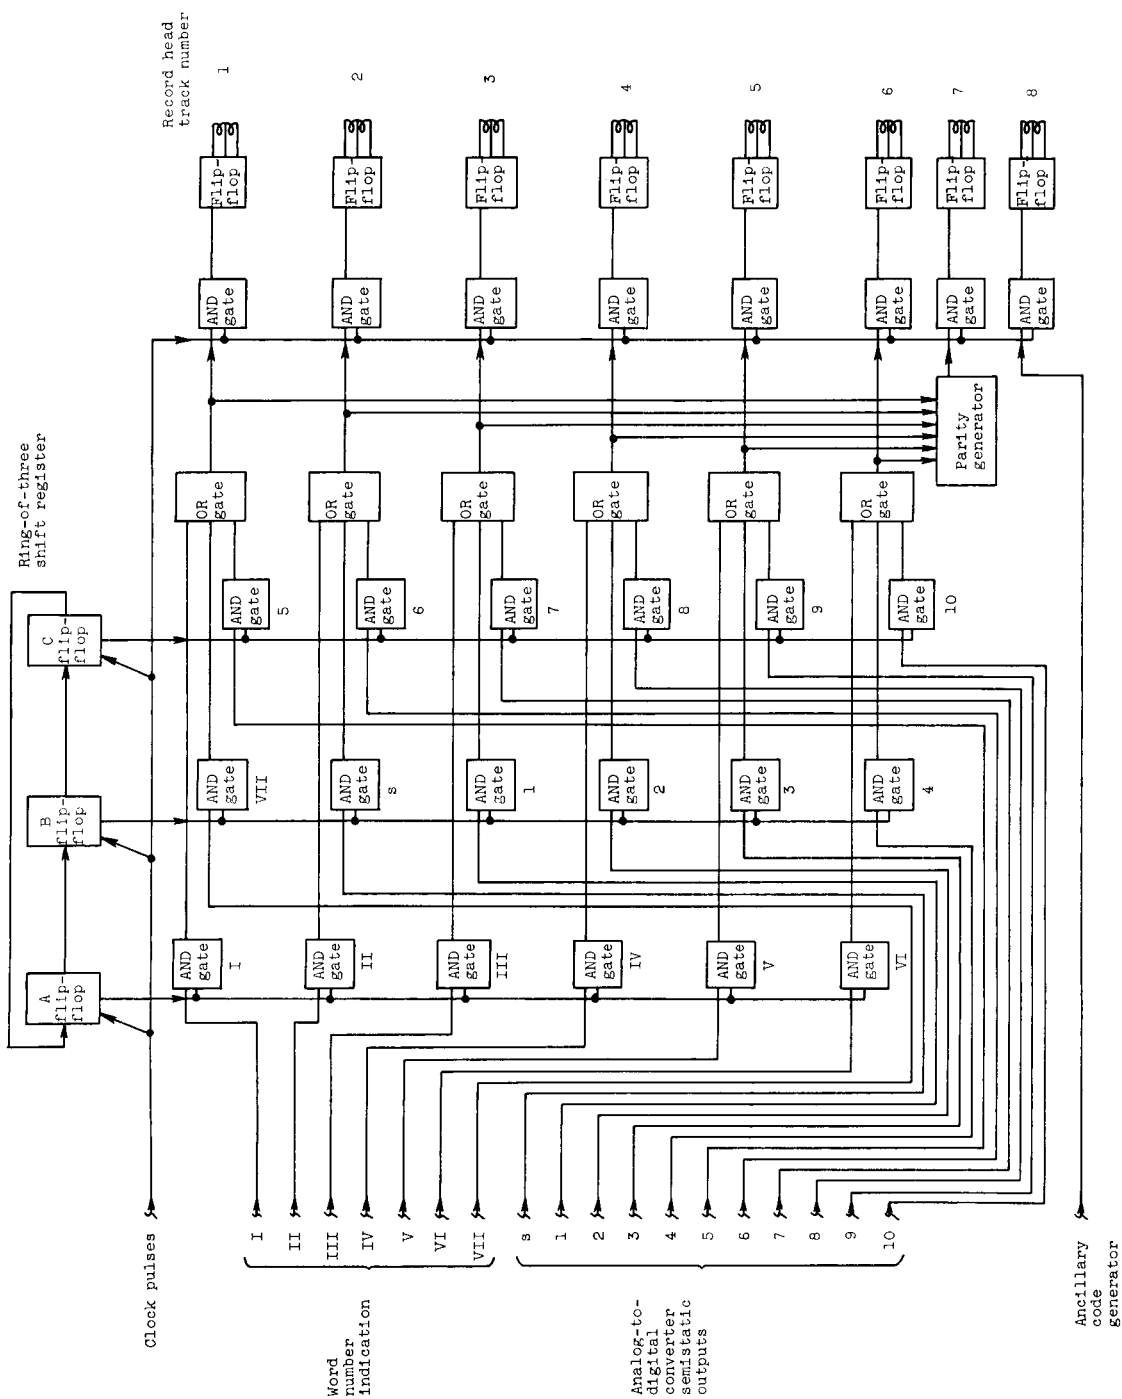 Ring-of-three
shift register
A
flip-
flop
B
flip-
flop
C
flip-
flop
Record head
track number
Clock pulses
AND
gate
I
AND
gate
VII
AND
gate
5
OR
gate
AND
gate
Flip-
flop
1
AND
gate
II
AND
gate
s
AND
gate
6
OR
gate
AND
gate
Flip-
flop
2
AND
gate
III
AND
gate
1
AND
gate
7
OR
gate
AND
gate
Flip-
flop
3
AND
gate
IV
AND
gate
2
AND
gate
8
OR
gate
AND
gate
Flip-
flop
4
AND
gate
V
AND
gate
3
AND
gate
9
OR
gate
AND
gate
Flip-
flop
5
AND
gate
VI
AND
gate
4
AND
gate
10
OR
gate
AND
gate
Flip-
flop
6
Parity
generator
AND
gate
Flip-
flop
7
AND
gate
Flip-
flop
8
Word
number
indication
I
II
III
IV
V
VI
VII
Analog-to-
digital
converter
semistatic
outputs
s
1
2
3
4
5
6
7
8
9
10
Ancillary
code
generator